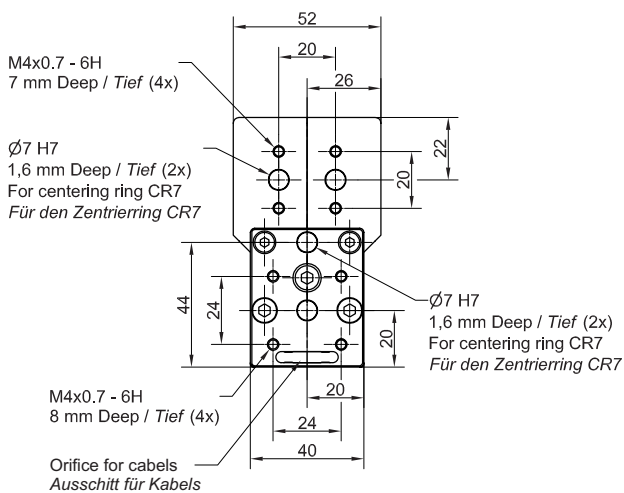 52
20
26
M4x0.7 - 6H
7 mm Deep / Tief (4x)
22
20
Ø7 H7
1,6 mm Deep / Tief (2x)
For centering ring CR7
Für den Zentrierring CR7
44
24
20
Ø7 H7
1,6 mm Deep / Tief (2x)
For centering ring CR7
Für den Zentrierring CR7
M4x0.7 - 6H
8 mm Deep / Tief (4x)
20
24
40
Orifice for cabels
Ausschitt für Kabels